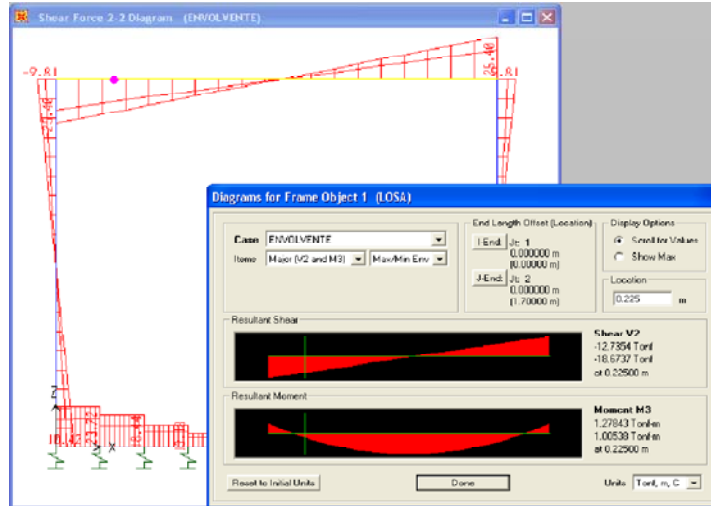 Shear Force 2-2 Diagram (ENVOLVENTE)
-9.81
25.40
9.81
25.40
Z
X
Diagrams for Frame Object 1 (LOSA)
Case ENVOLVENTE
Items Major (V2 and M3) Max/Min Env
End Length Offset (Location)
I-End: Jt: 1
0.000000 m
(0.00000 m)
J-End: Jt: 2
0.000000 m
(1.70000 m)
Display Options
Scroll for Values
Show Max
Location
0.225 m
Resultant Shear
Shear V2
-12.7354 Tonf
-18.6737 Tonf
at 0.22500 m
Resultant Moment
Moment M3
1.27843 Tonf-m
1.00538 Tonf-m
at 0.22500 m
Reset to Initial Units
Done
Units Tonf, m, C